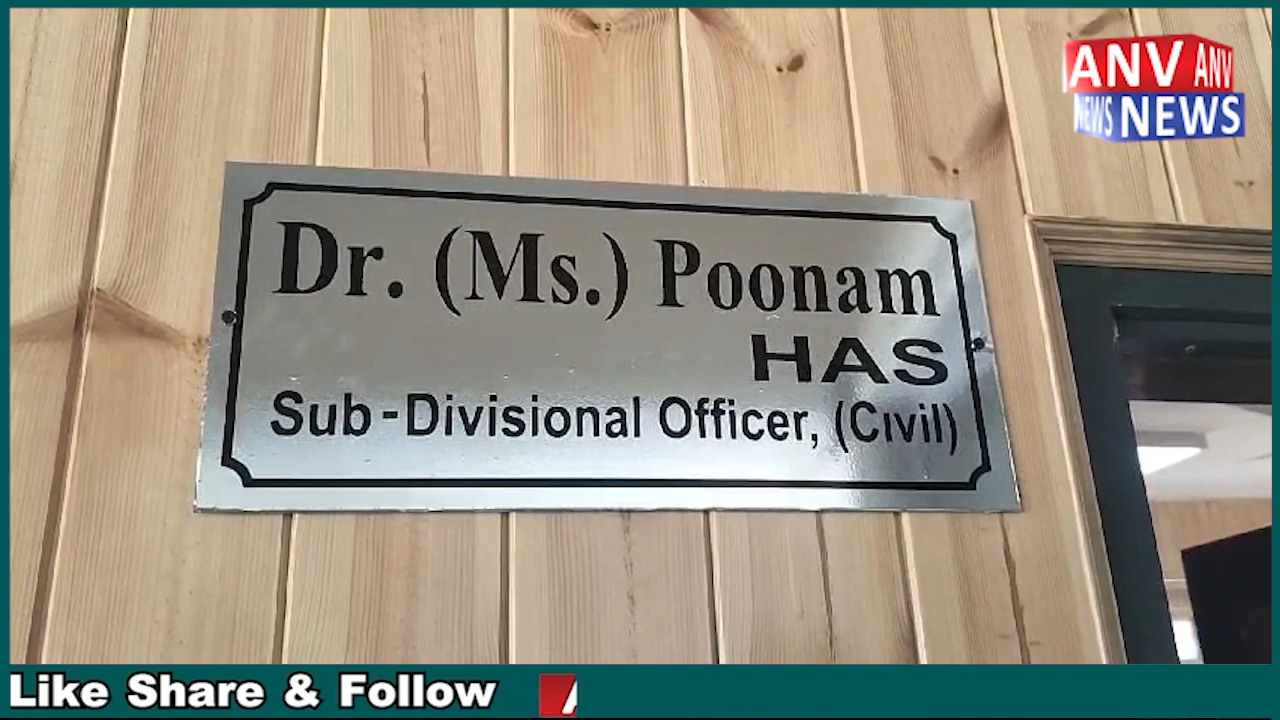 ANV ANV
NEWS NEWS
Dr. (Ms.) Poonam
HAS
Sub-Divisional Officer, (Civil)
Like Share & Follow